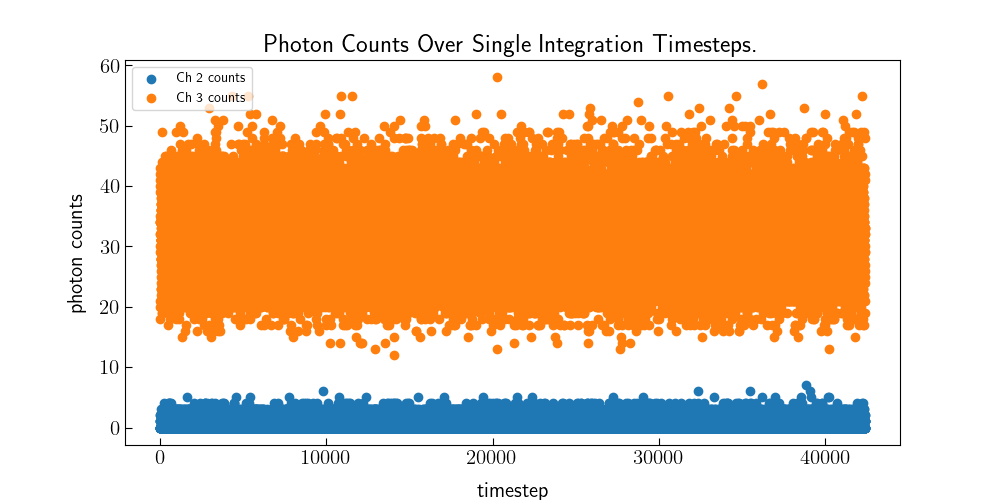 Photon Counts Over Single Integration Timesteps.
Ch 2 counts
Ch 3 counts
60
50
40
30
20
10
0
photon counts
0 10000 20000 30000 40000
timestep